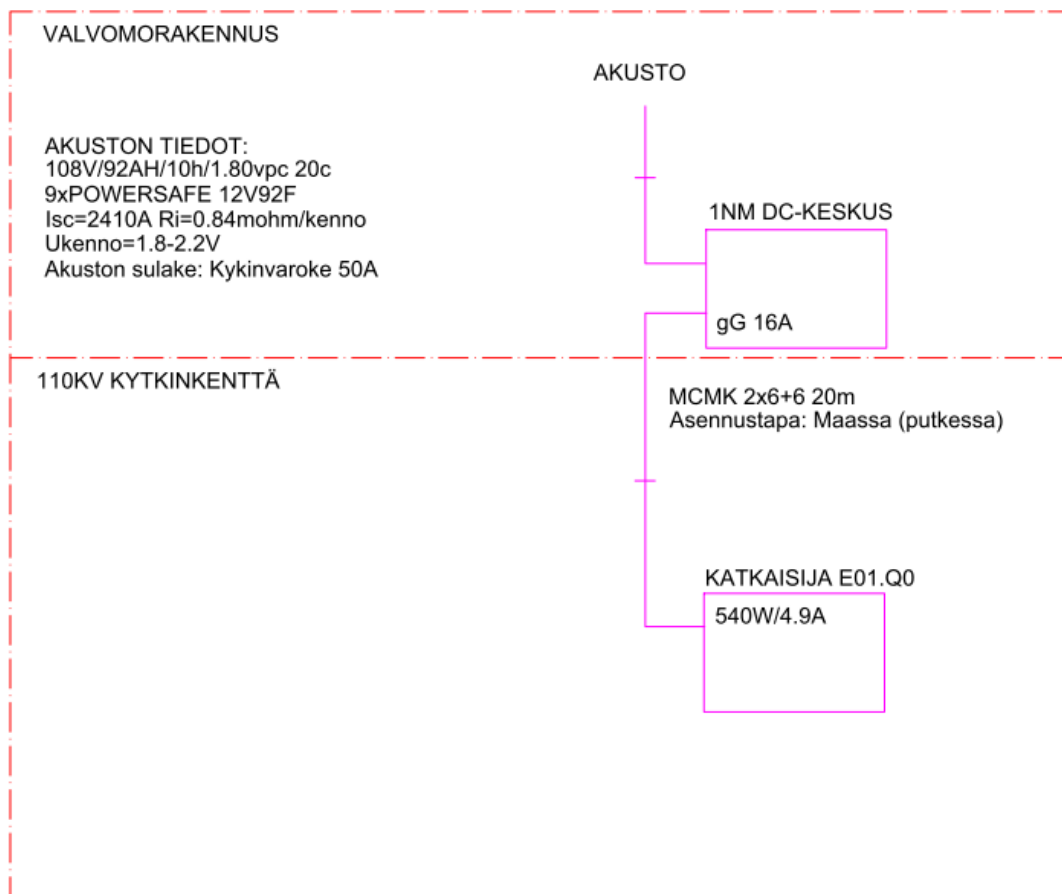 VALVOMORAKENNUS
AKUSTO
AKUSTON TIEDOT:
108V/92AH/10h/1.80vpc 20c
9xPOWERSAFE 12V92F
Isc=2410A Ri=0.84mohm/kenno
Ukenno=1.8-2.2V
Akuston sulake: Kykinvaroke 50A
1NM DC-KESKUS
gG 16A
110KV KYTKINKENTTÄ
MCMK 2x6+6 20m
Asennustapa: Maassa (putkessa)
KATKAISIJA E01.Q0
540W/4.9A